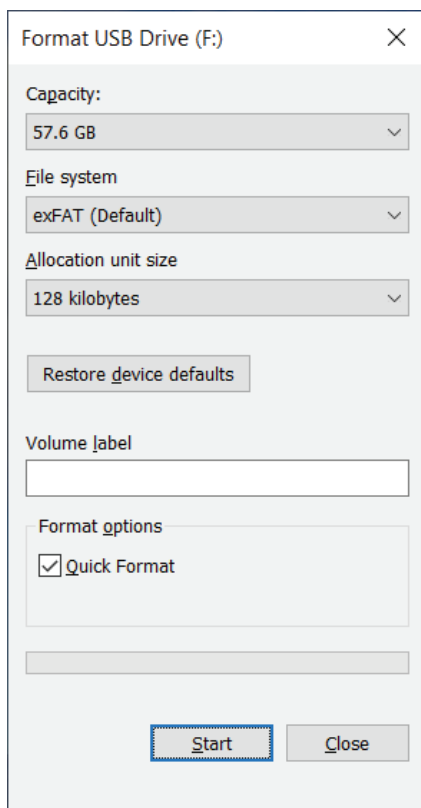 Format USB Drive (F:)
Capacity:
57.6 GB
File system
exFAT (Default)
Allocation unit size
128 kilobytes
Restore device defaults
Volume label
Format options
Quick Format
Start
Close